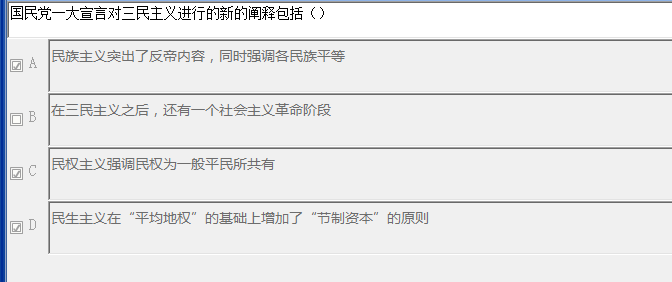 国民党一大宣言对三民主义进行的新的阐释包括（）
A 民族主义突出了反帝内容，同时强调各民族平等
B 在三民主义之后，还有一个社会主义革命阶段
C 民权主义强调民权为一般平民所共有
D 民生主义在“平均地权”的基础上增加了“节制资本”的原则